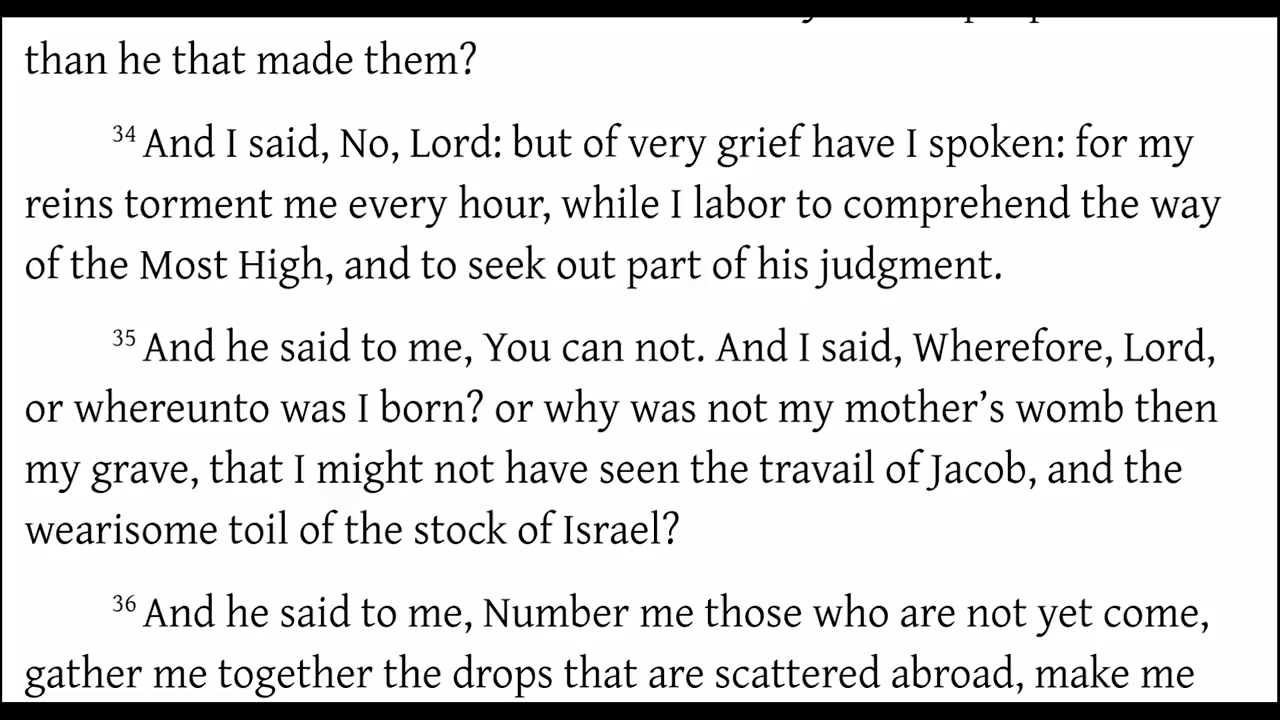 than he that made them?
34 And I said, No, Lord: but of very grief have I spoken: for my
reins torment me every hour, while I labor to comprehend the way
of the Most High, and to seek out part of his judgment.
35 And he said to me, You can not. And I said, Wherefore, Lord,
or whereunto was I born? or why was not my mother’s womb then
my grave, that I might not have seen the travail of Jacob, and the
wearisome toil of the stock of Israel?
36 And he said to me, Number me those who are not yet come,
gather me together the drops that are scattered abroad, make me